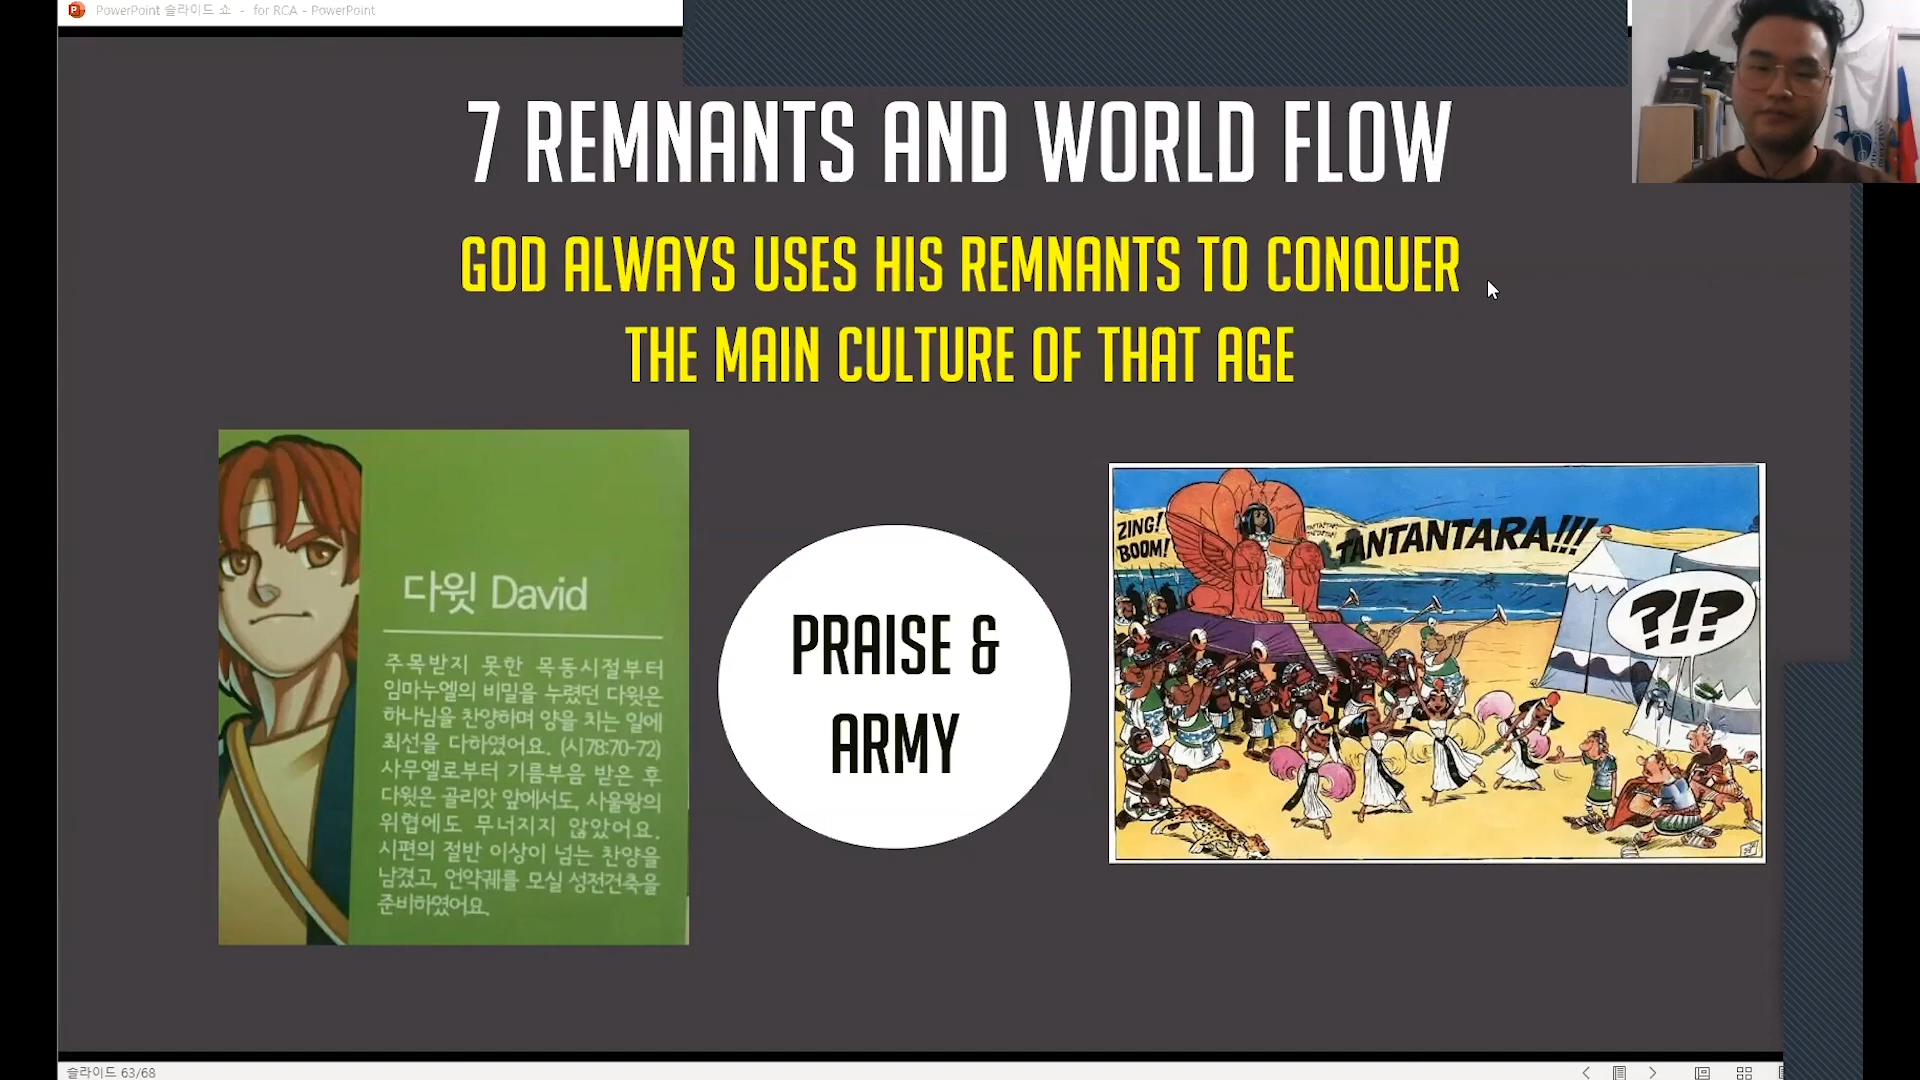 PowerPoint 슬라이드 쇼 - for RCA - PowerPoint
7 REMNANTS AND WORLD FLOW
GOD ALWAYS USES HIS REMNANTS TO CONQUER
THE MAIN CULTURE OF THAT AGE
다윗 David
주목받지 못한 목동시절부터
임마누엘의 비밀을 누렸던 다윗은
하나님을 찬양하며 양을 치는 일에
최선을 다하였어요. (시78:70-72)
사무엘로부터 기름부음 받은 후
다윗은 골리앗 앞에서도, 사울왕의
위협에도 무너지지 않았어요.
시편의 절반 이상이 넘는 찬양을
남겼고, 언약궤를 모실 성전건축을
준비하였어요.
PRAISE &
ARMY
ZING!
BOOM!
TANTANTARA!!!
?!?
슬라이드 63/68